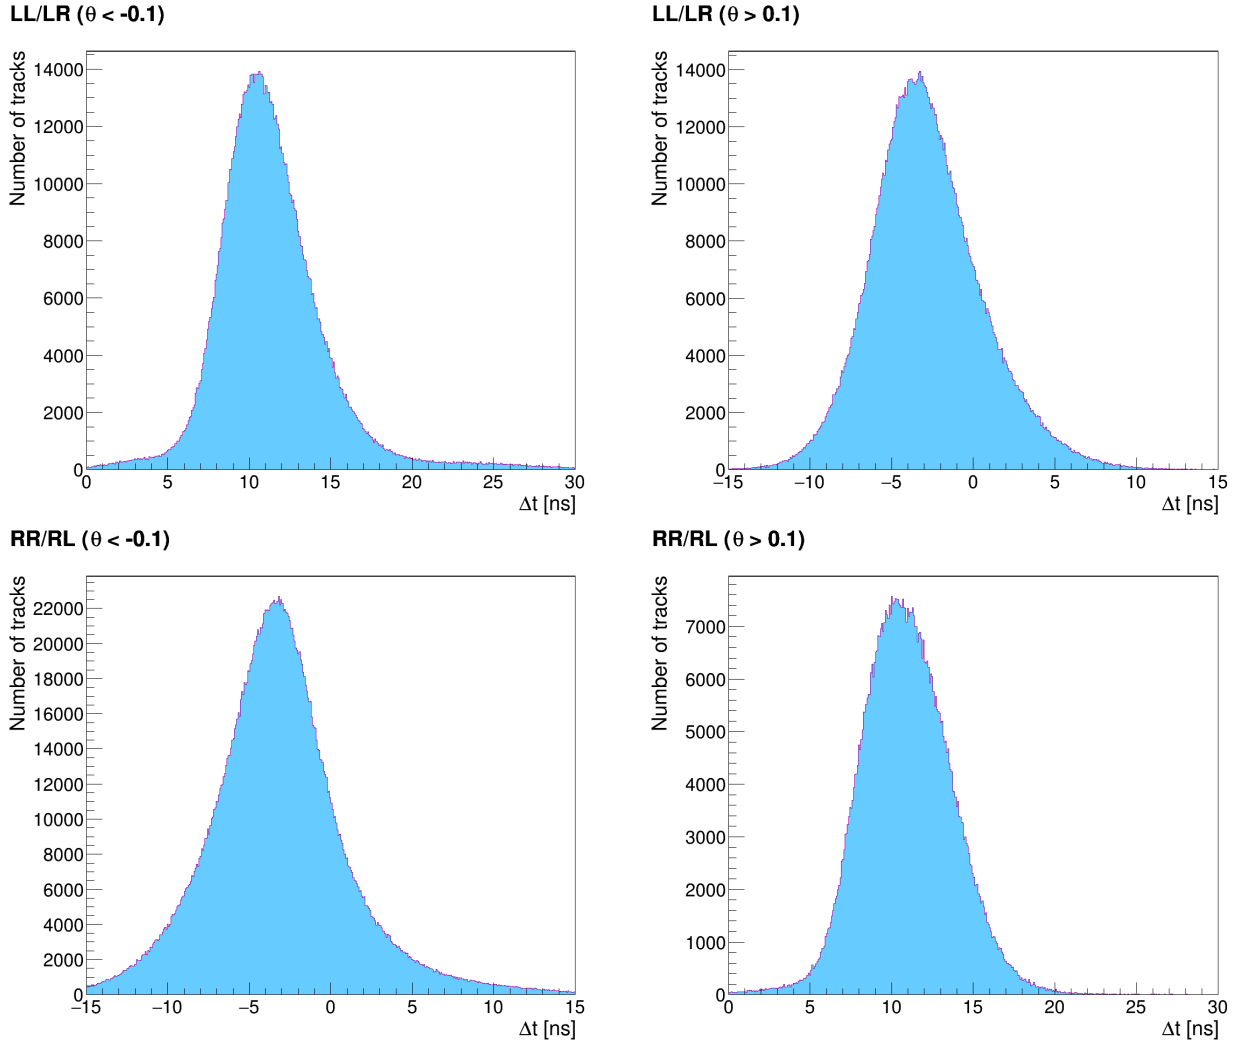 LL/LR (θ < -0.1)
Number of tracks
14000
12000
10000
8000
6000
4000
2000
0
0 5 10 15 20 25 30
Δt [ns]
LL/LR (θ > 0.1)
Number of tracks
14000
12000
10000
8000
6000
4000
2000
0
−15 −10 −5 0 5 10 15
Δt [ns]
RR/RL (θ < -0.1)
Number of tracks
22000
20000
18000
16000
14000
12000
10000
8000
6000
4000
2000
0
−15 −10 −5 0 5 10 15
Δt [ns]
RR/RL (θ > 0.1)
Number of tracks
7000
6000
5000
4000
3000
2000
1000
0
0 5 10 15 20 25 30
Δt [ns]